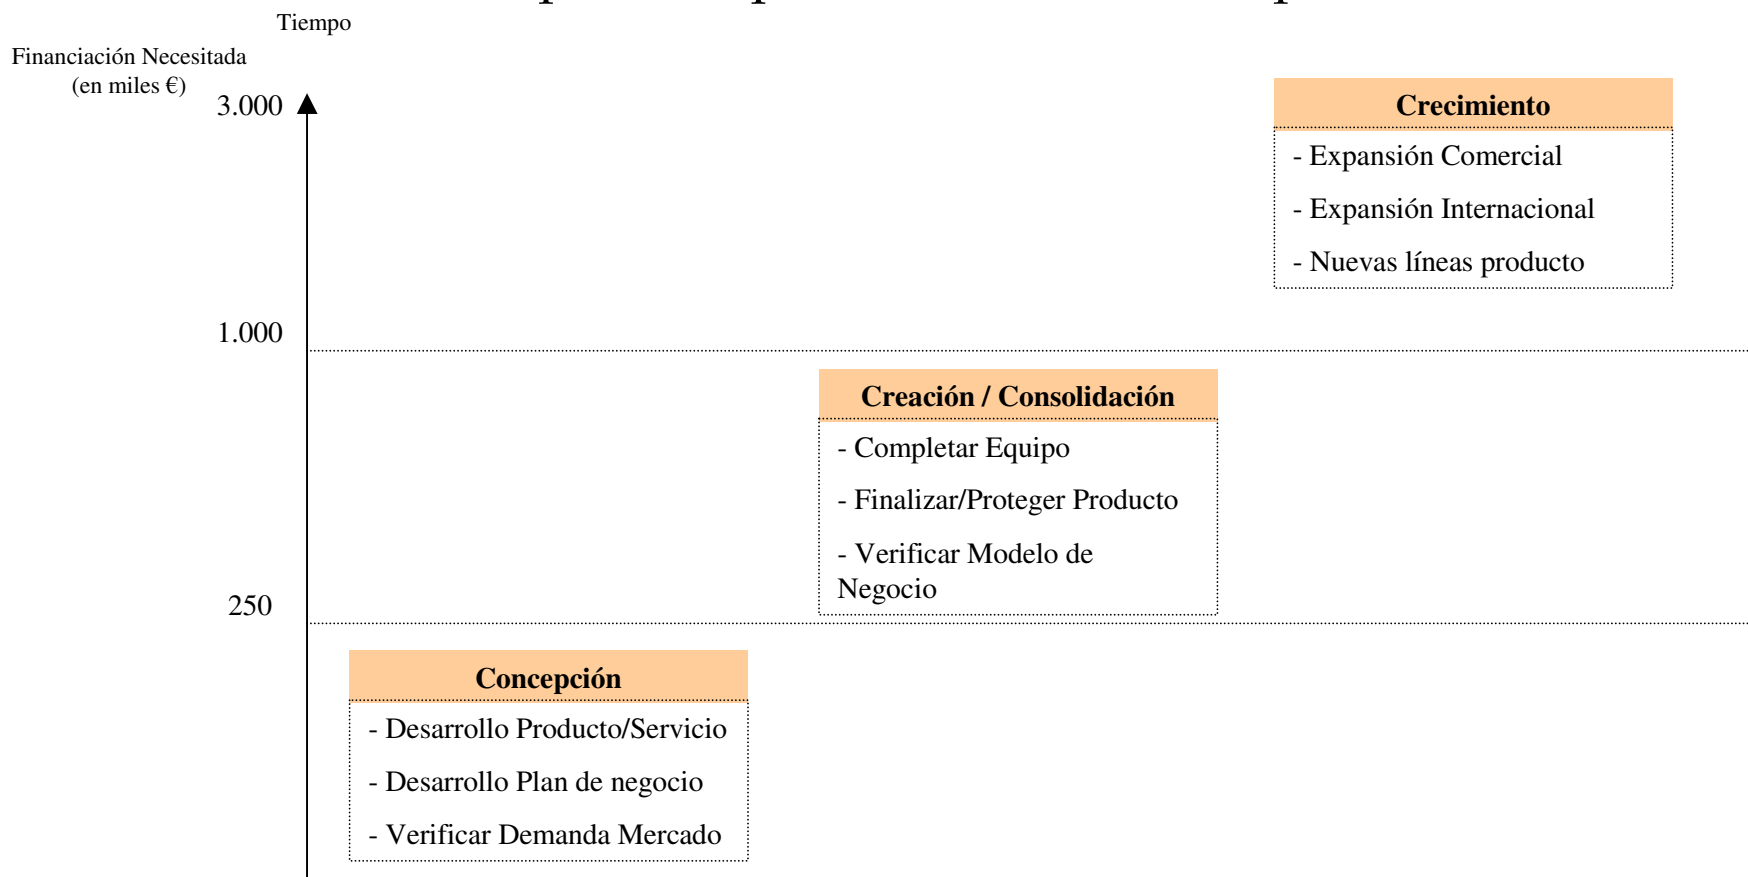 Tiempo
Financiación Necesitada
(en miles €)
3.000
Crecimiento
- Expansión Comercial
- Expansión Internacional
- Nuevas líneas producto
1.000
Creación / Consolidación
- Completar Equipo
- Finalizar/Proteger Producto
- Verificar Modelo de
Negocio
250
Concepción
- Desarrollo Producto/Servicio
- Desarrollo Plan de negocio
- Verificar Demanda Mercado